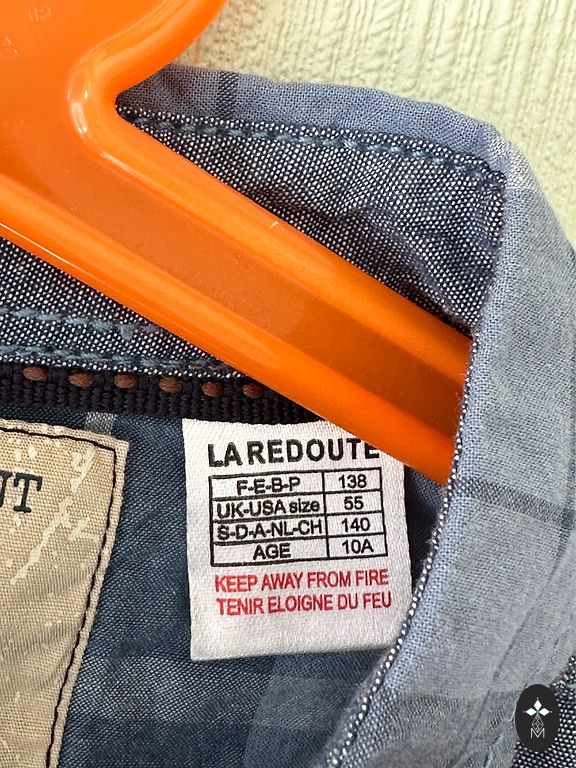 LA REDOUTE
F-E-B-P 138
UK-USA size 55
S-D-A-NL-CH 140
AGE 10A
KEEP AWAY FROM FIRE
TENIR ELOIGNE DU FEU
M